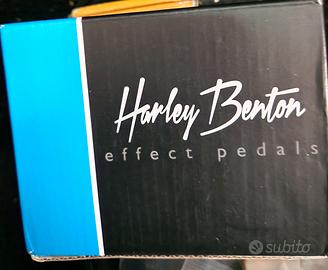 Harley Benton
effect pedals
subito